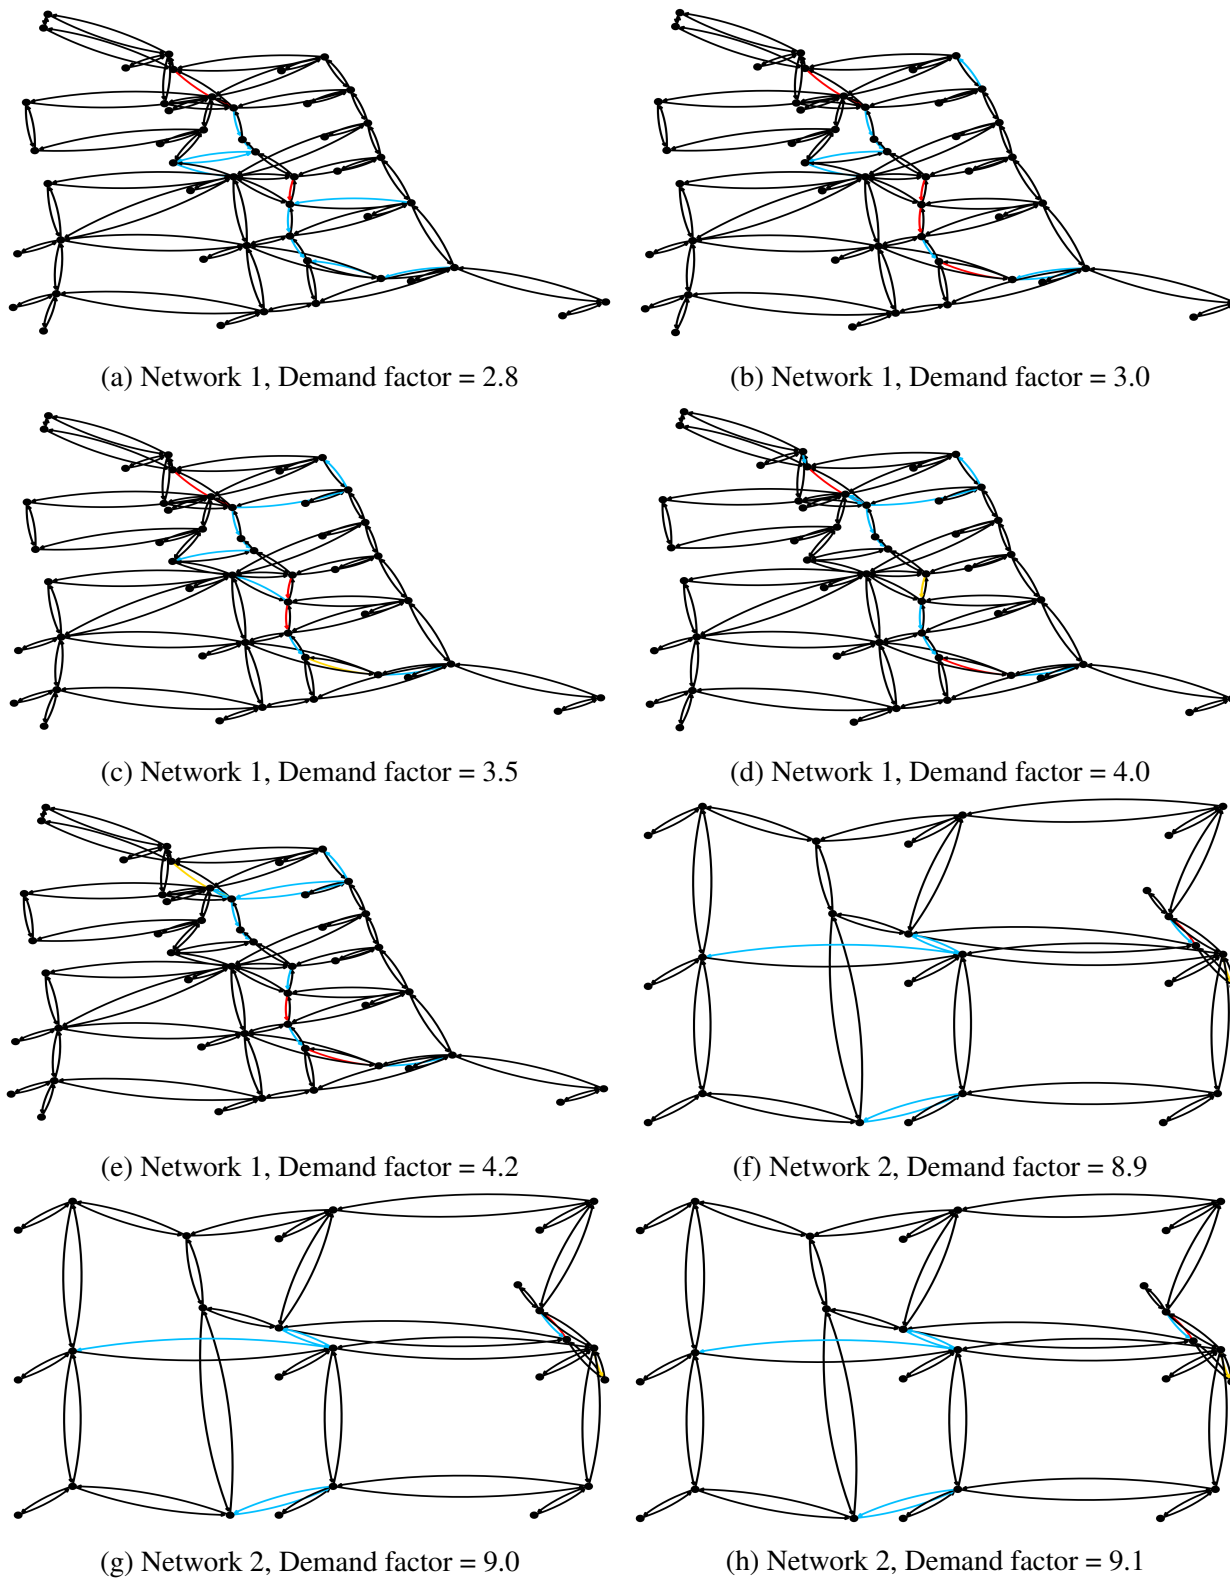 (a) Network 1, Demand factor = 2.8
(b) Network 1, Demand factor = 3.0
(c) Network 1, Demand factor = 3.5
(d) Network 1, Demand factor = 4.0
(e) Network 1, Demand factor = 4.2
(f) Network 2, Demand factor = 8.9
(g) Network 2, Demand factor = 9.0
(h) Network 2, Demand factor = 9.1